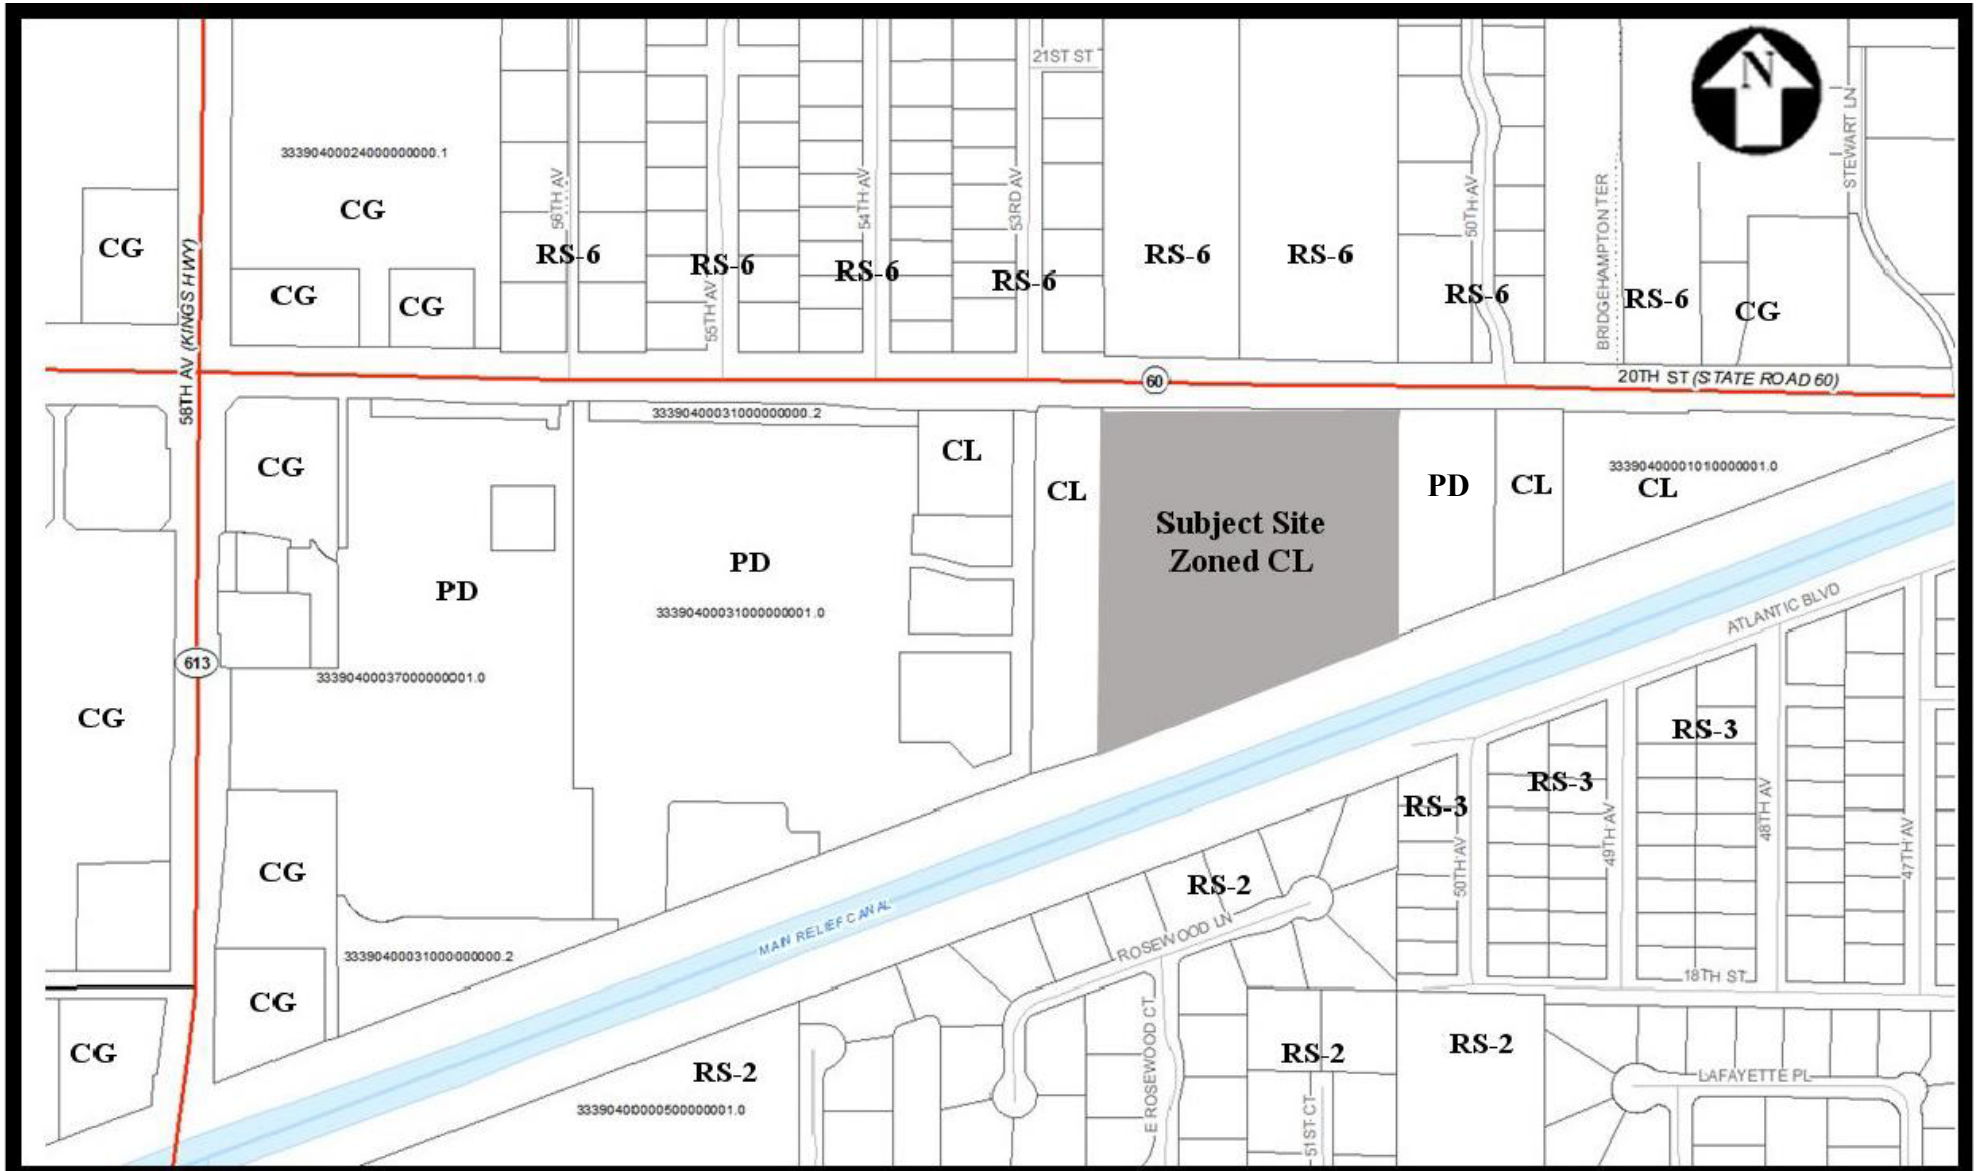 N
21ST ST
STEWART LN
33390400024000000000.1
CG
CG
CG
CG
58TH AV (KINGS HWY)
56TH AV
55TH AV
54TH AV
53RD AV
50TH AV
BRIDGEHAMPTON TER
RS-6
RS-6
RS-6
RS-6
RS-6
RS-6
RS-6
RS-6
CG
60
20TH ST (STATE ROAD 60)
33390400031000000000.2
CG
CL
CL
Subject Site
Zoned CL
PD
CL
33390400001010000001.0
CL
PD
PD
33390400031000000001.0
613
33390400037000000001.0
CG
ATLANTIC BLVD
RS-3
RS-3
RS-3
50TH AV
49TH AV
48TH AV
47TH AV
CG
RS-2
MAIN RELIEF CANAL
ROSEWOOD LN
33390400031000000000.2
18TH ST
CG
CG
RS-2
E ROSEWOOD CT
RS-2
RS-2
51ST CT
LAFAYETTE PL
33390400000500000001.0